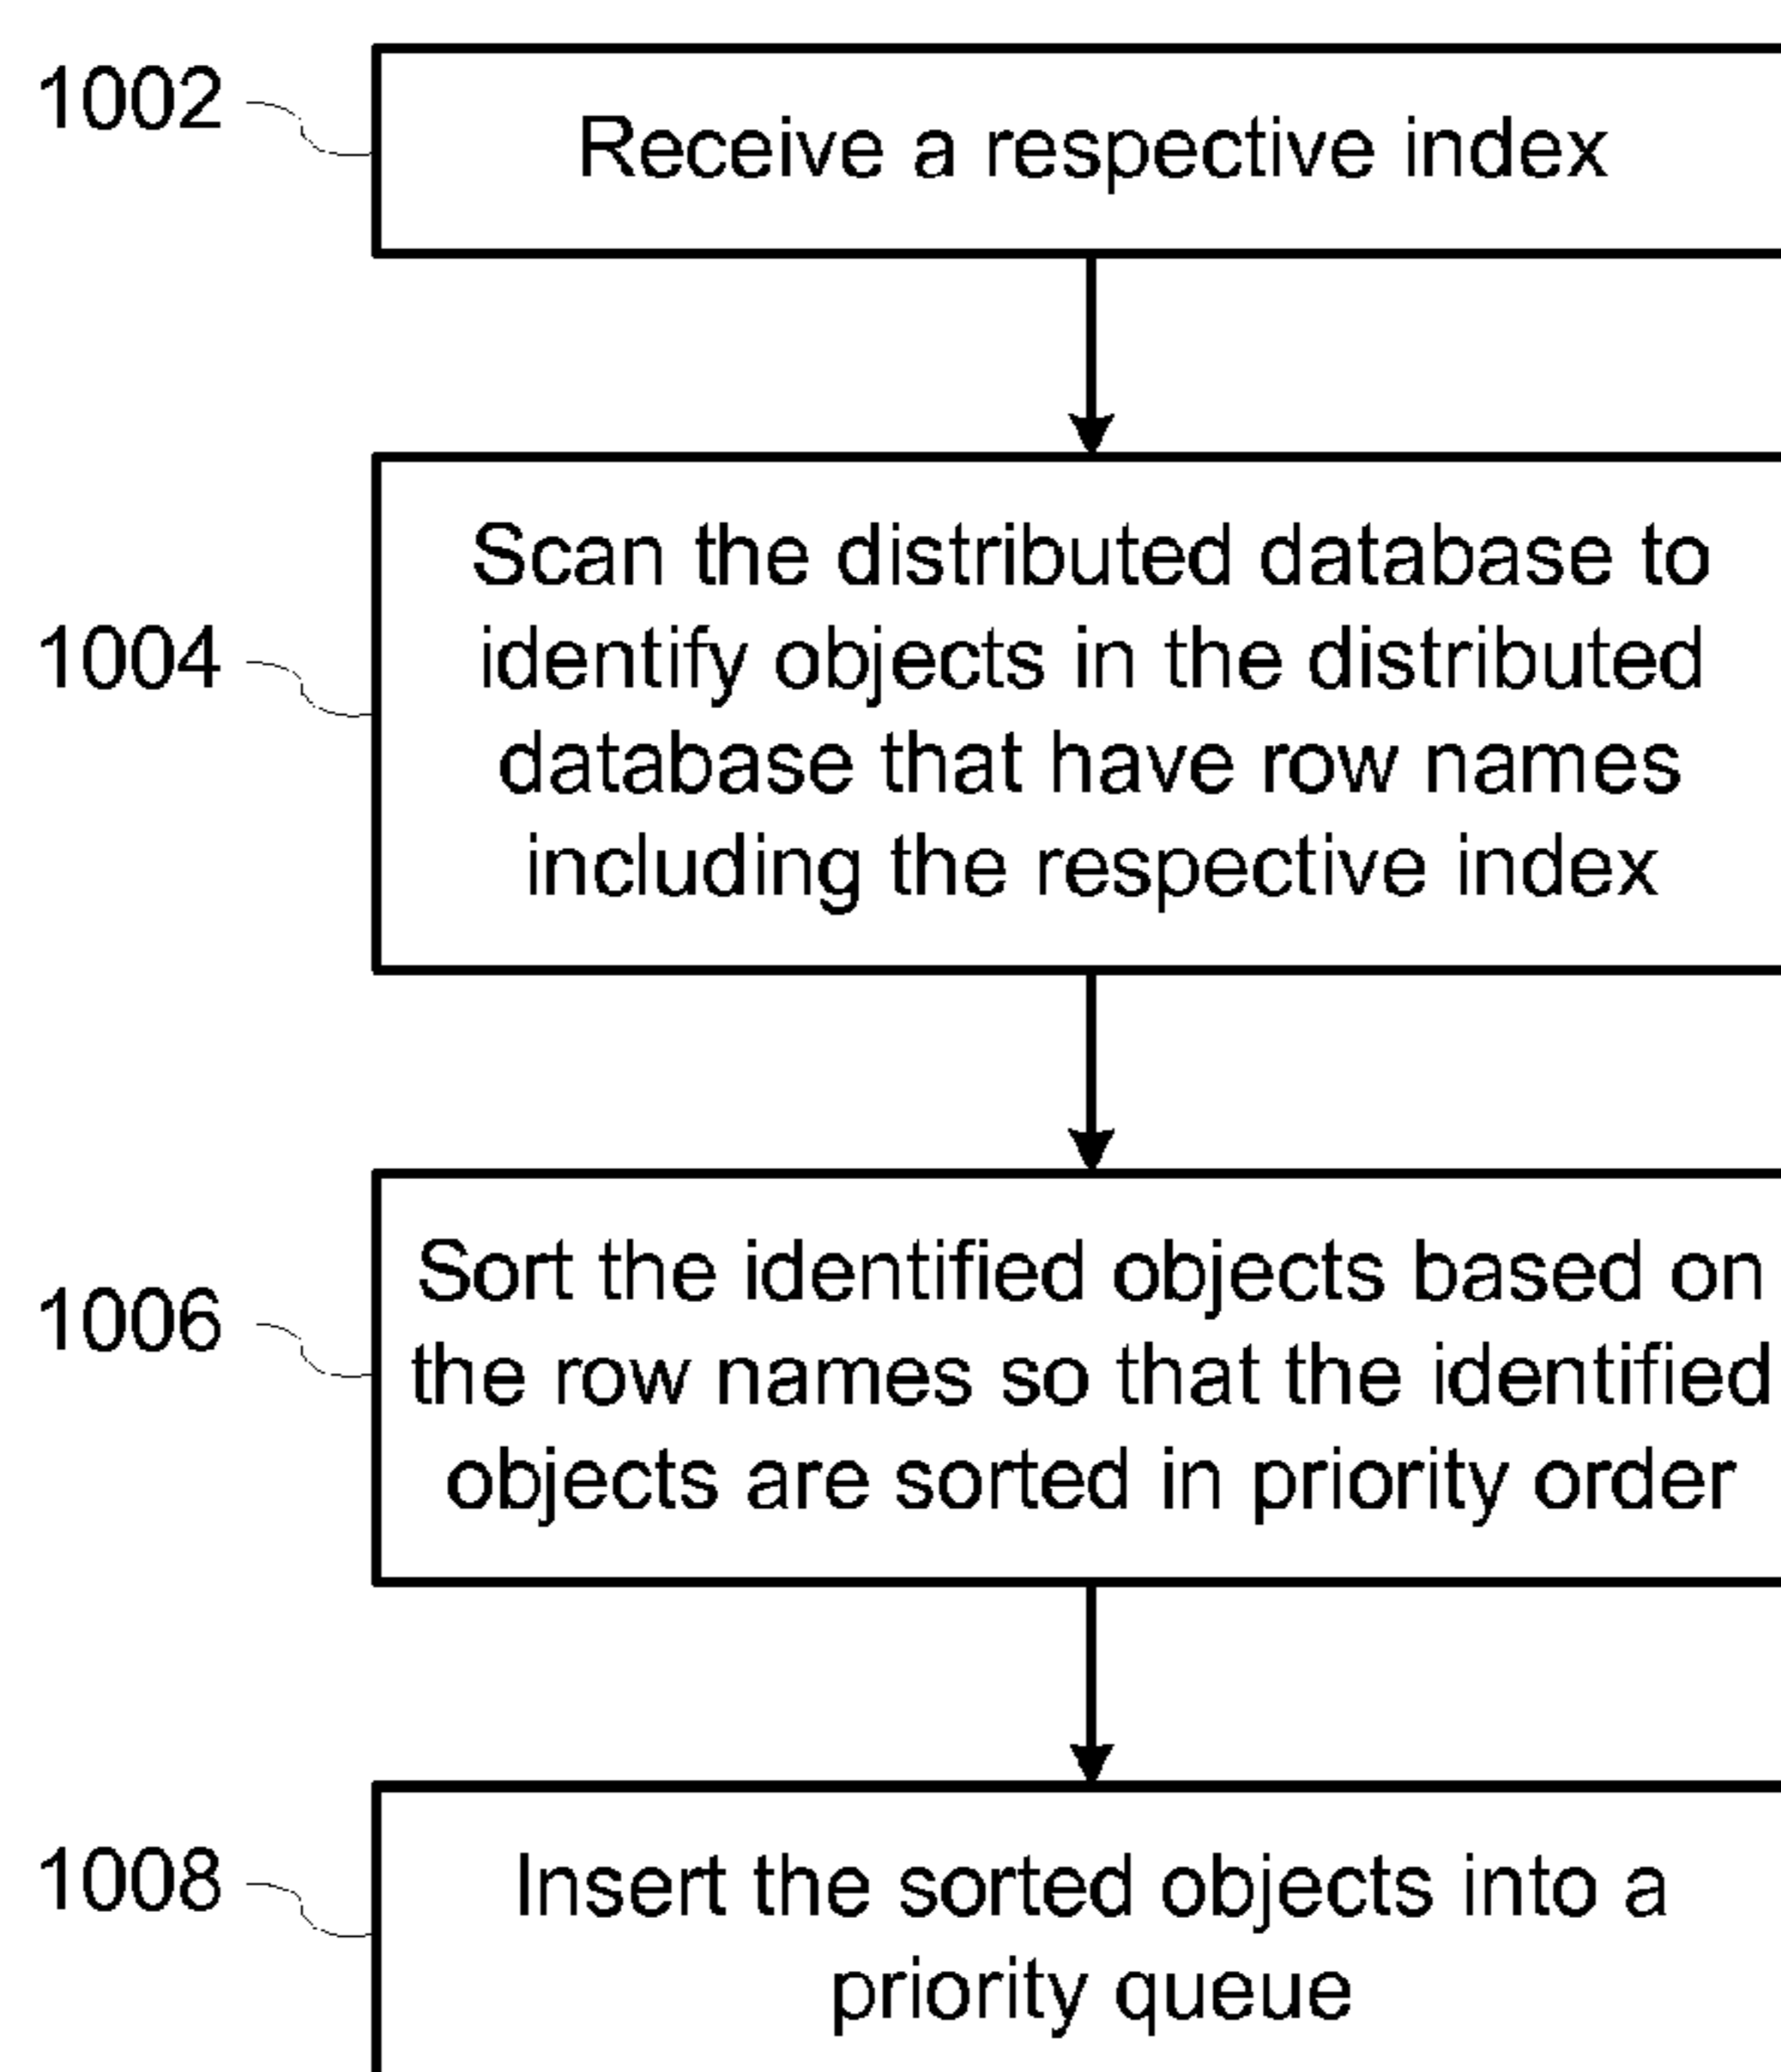 1002
Receive a respective index
1004
Scan the distributed database to
identify objects in the distributed
database that have row names
including the respective index
1006
Sort the identified objects based on
the row names so that the identified
objects are sorted in priority order
1008
Insert the sorted objects into a
priority queue